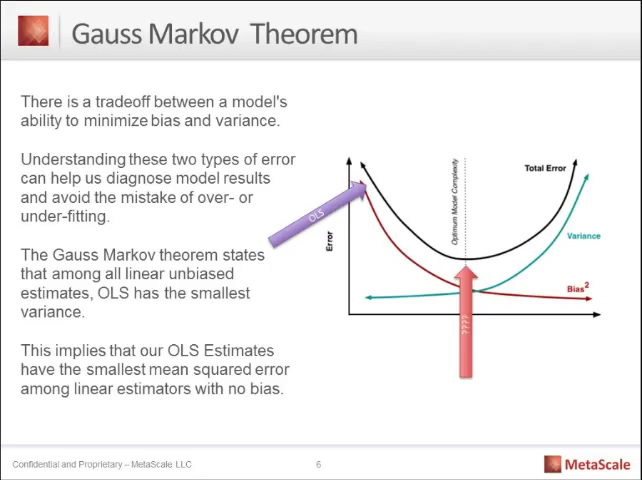 Gauss Markov Theorem
There is a tradeoff between a model's
ability to minimize bias and variance.
Understanding these two types of error
can help us diagnose model results
and avoid the mistake of over- or
under-fitting.
The Gauss Markov theorem states
that among all linear unbiased
estimates, OLS has the smallest
variance.
This implies that our OLS Estimates
have the smallest mean squared error
among linear estimators with no bias.
OLS
Error
Optimum Model Complexity
Total Error
Variance
Bias²
????
Confidential and Proprietary – MetaScale LLC
6
MetaScale